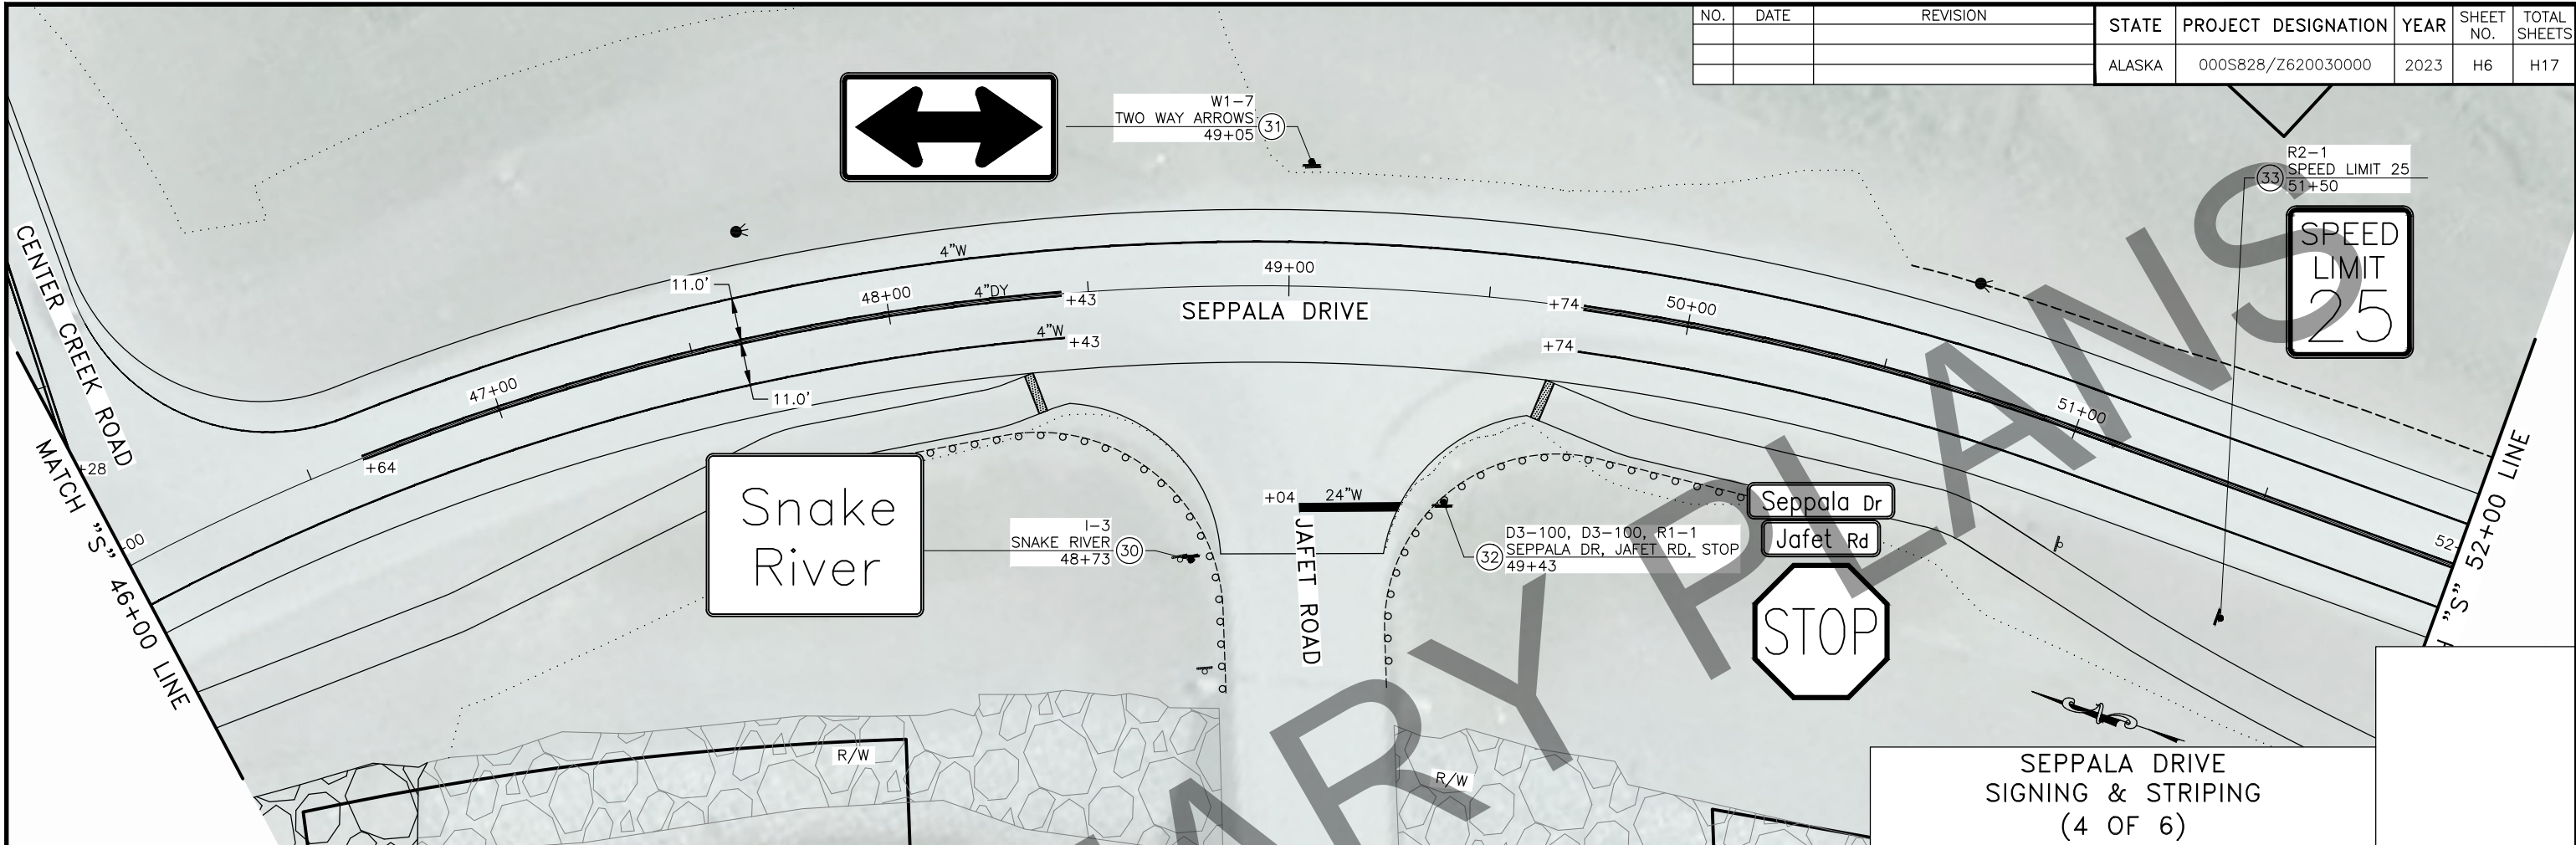 NO. DATE REVISION
STATE PROJECT DESIGNATION YEAR SHEET NO. TOTAL SHEETS
ALASKA 000S828/Z620030000 2023 H6 H17
W1-7
TWO WAY ARROWS
49+05
31
R2-1
SPEED LIMIT 25
51+50
33
SPEED
LIMIT
25
CENTER CREEK ROAD
4"W
11.0'
48+00
4"DY
+43
49+00
SEPPALA DRIVE
+74
50+00
4"W
+43
+74
47+00
11.0'
51+00
+64
+28
MATCH "S" 46+00 LINE
00
Snake
River
I-3
SNAKE RIVER
48+73
30
+04
24"W
JAFET ROAD
D3-100, D3-100, R1-1
SEPPALA DR, JAFET RD, STOP
49+43
32
Seppala Dr
Jafet Rd
STOP
52
"S" 52+00 LINE
R/W
R/W
ARY PLANS
SEPPALA DRIVE
SIGNING & STRIPING
(4 OF 6)